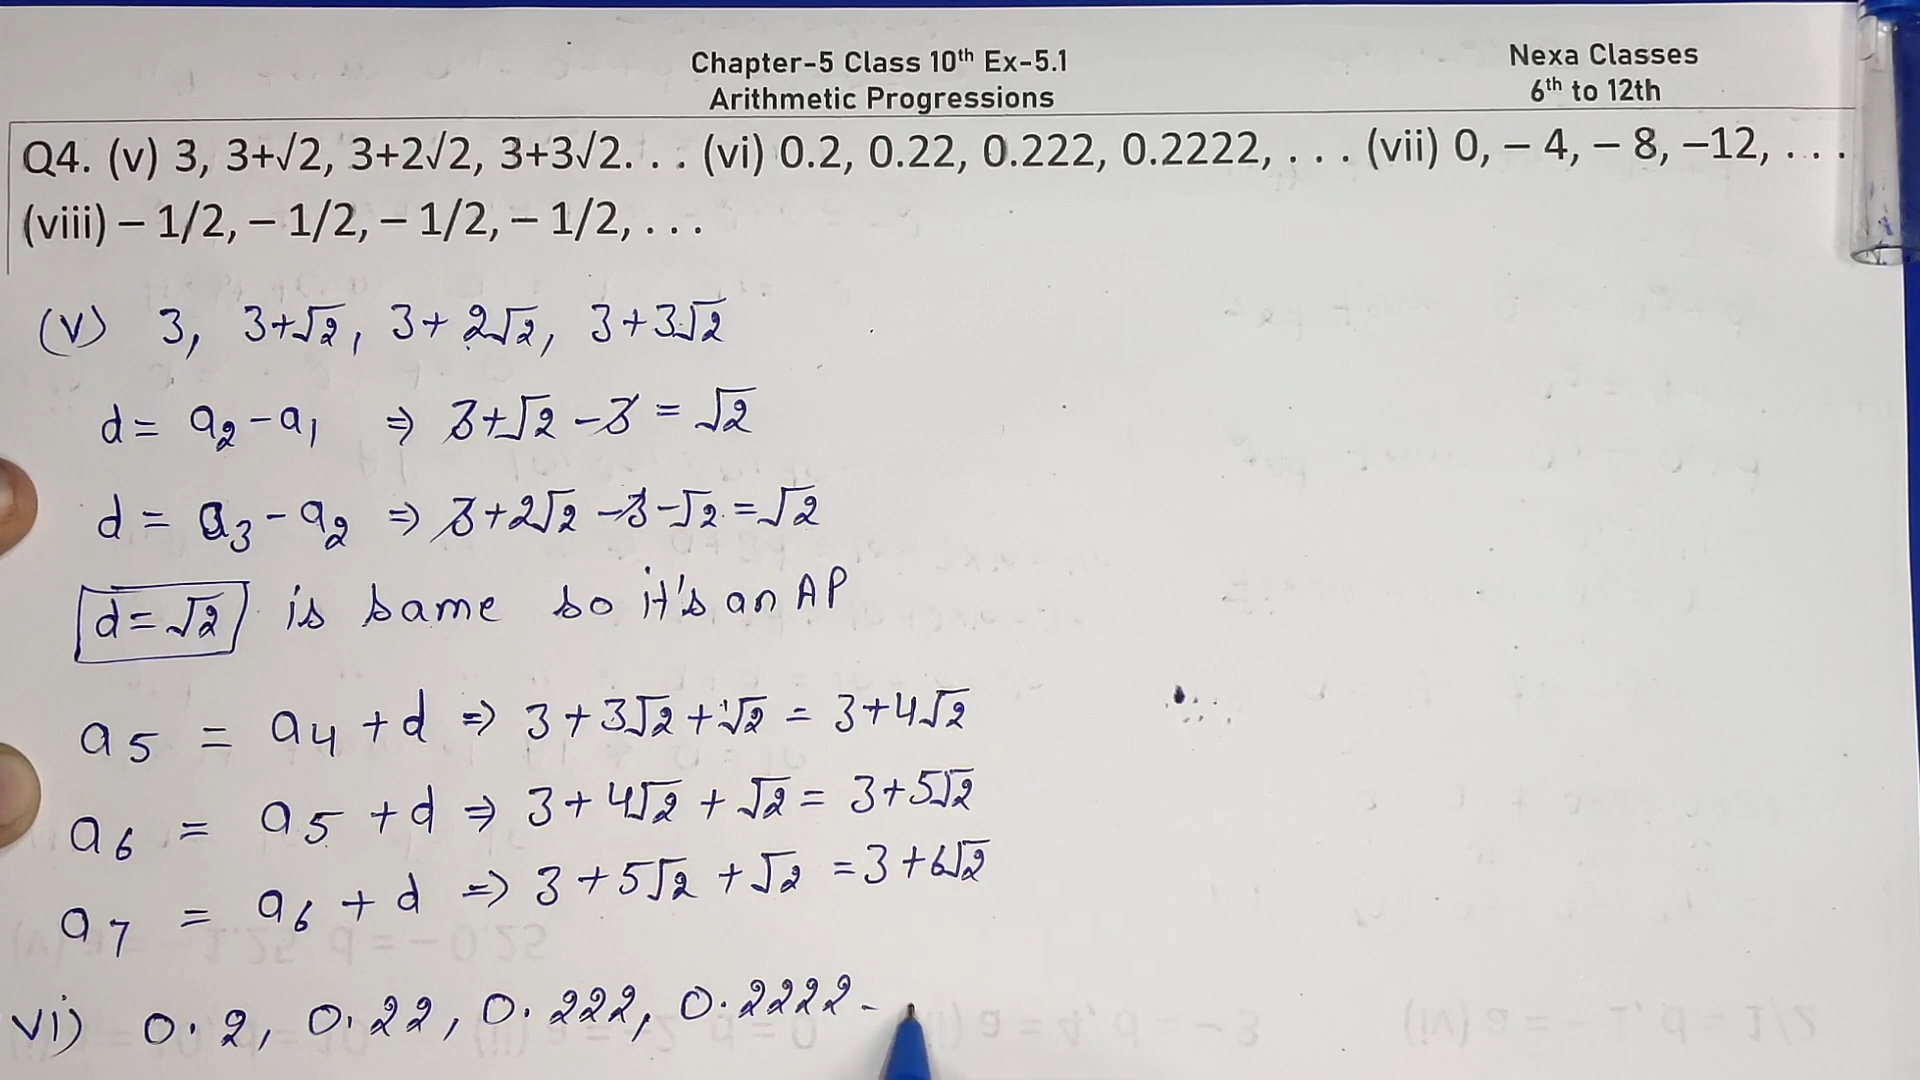 Chapter-5 Class 10th Ex-5.1
Arithmetic Progressions
Nexa Classes
6th to 12th
Q4. (v) 3, 3+√2, 3+2√2, 3+3√2. . . (vi) 0.2, 0.22, 0.222, 0.2222, . . . (vii) 0, – 4, – 8, –12, . . .
(viii) – 1/2, – 1/2, – 1/2, – 1/2, . . .
(v) 3, 3+√2, 3+2√2, 3+3√2
d = a2-a1 ⇒ 3+√2 -3 = √2
d = a3-a2 ⇒ 3+2√2 -3-√2 = √2
d=√2 is same so it's an AP
a5 = a4+d ⇒ 3+3√2+1√2 = 3+4√2
a6 = a5+d ⇒ 3+4√2+√2 = 3+5√2
a7 = a6+d ⇒ 3+5√2+√2 = 3+6√2
vi) 0.2, 0.22, 0.222, 0.2222 -